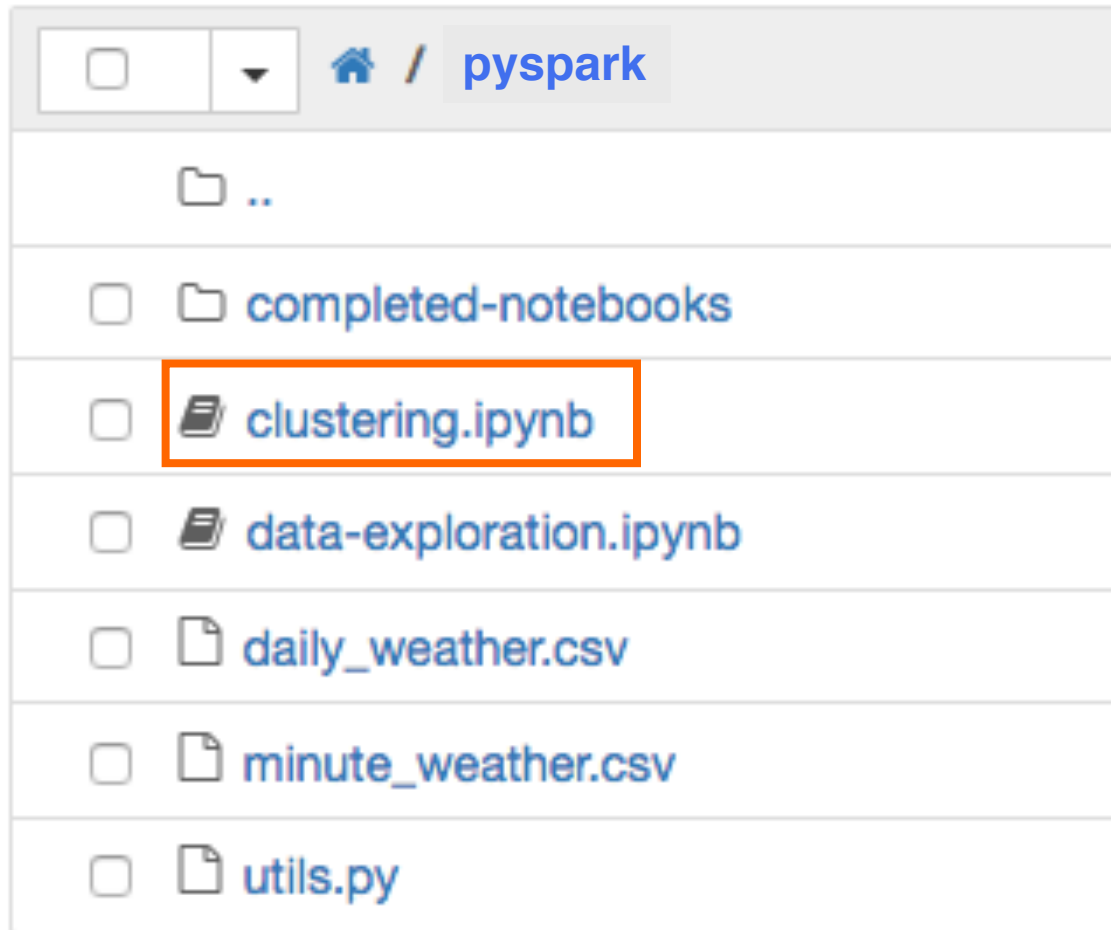 / pyspark
..
completed-notebooks
clustering.ipynb
data-exploration.ipynb
daily_weather.csv
minute_weather.csv
utils.py